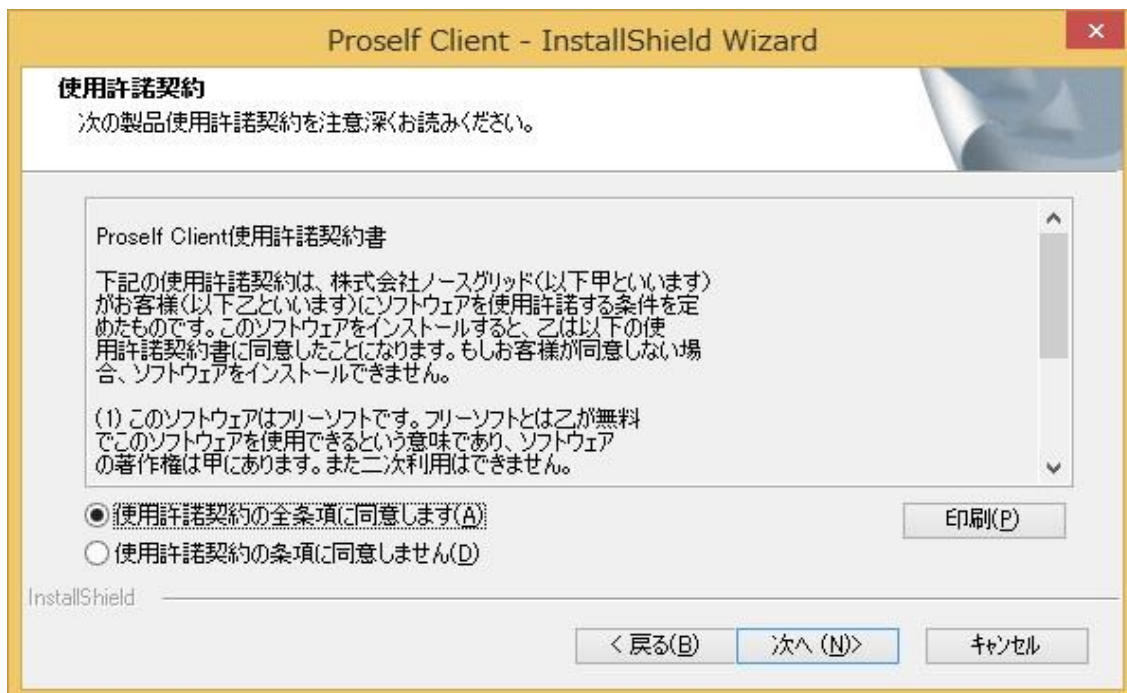 Proself Client - InstallShield Wizard
使用許諾契約
次の製品使用許諾契約を注意深くお読みください。
Proself Client使用許諾契約書
下記の使用許諾契約は、株式会社ノースグリッド(以下甲といいます)
がお客様(以下乙といいます)にソフトウェアを使用許諾する条件を定
めたものです。このソフトウェアをインストールすると、乙は以下の使
用許諾契約書に同意したことになります。もしお客様が同意しない場
合、ソフトウェアをインストールできません。
(1) このソフトウェアはフリーソフトです。フリーソフトとは乙が無料
でこのソフトウェアを使用できるという意味であり、ソフトウェア
の著作権は甲にあります。また二次利用はできません。
使用許諾契約の全条項に同意します(A)
印刷(P)
使用許諾契約の条項に同意しません(D)
InstallShield
< 戻る(B)
次へ (N)>
キャンセル